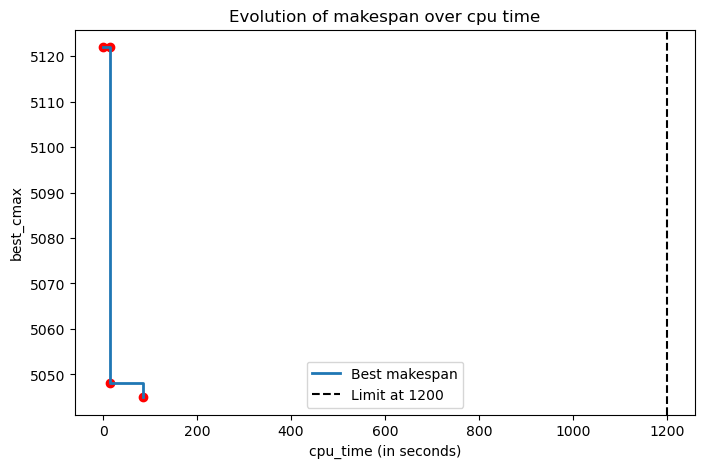 Evolution of makespan over cpu time
best_cmax
5120
5110
5100
5090
5080
5070
5060
5050
Best makespan
Limit at 1200
0 200 400 600 800 1000 1200
cpu_time (in seconds)